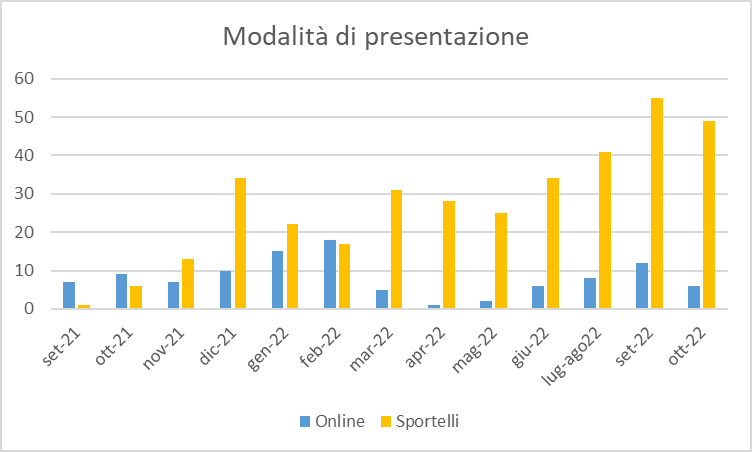 Modalità di presentazione
60
50
40
30
20
10
0
set-21
ott-21
nov-21
dic-21
gen-22
feb-22
mar-22
apr-22
mag-22
giu-22
lug-ago22
set-22
ott-22
Online
Sportelli